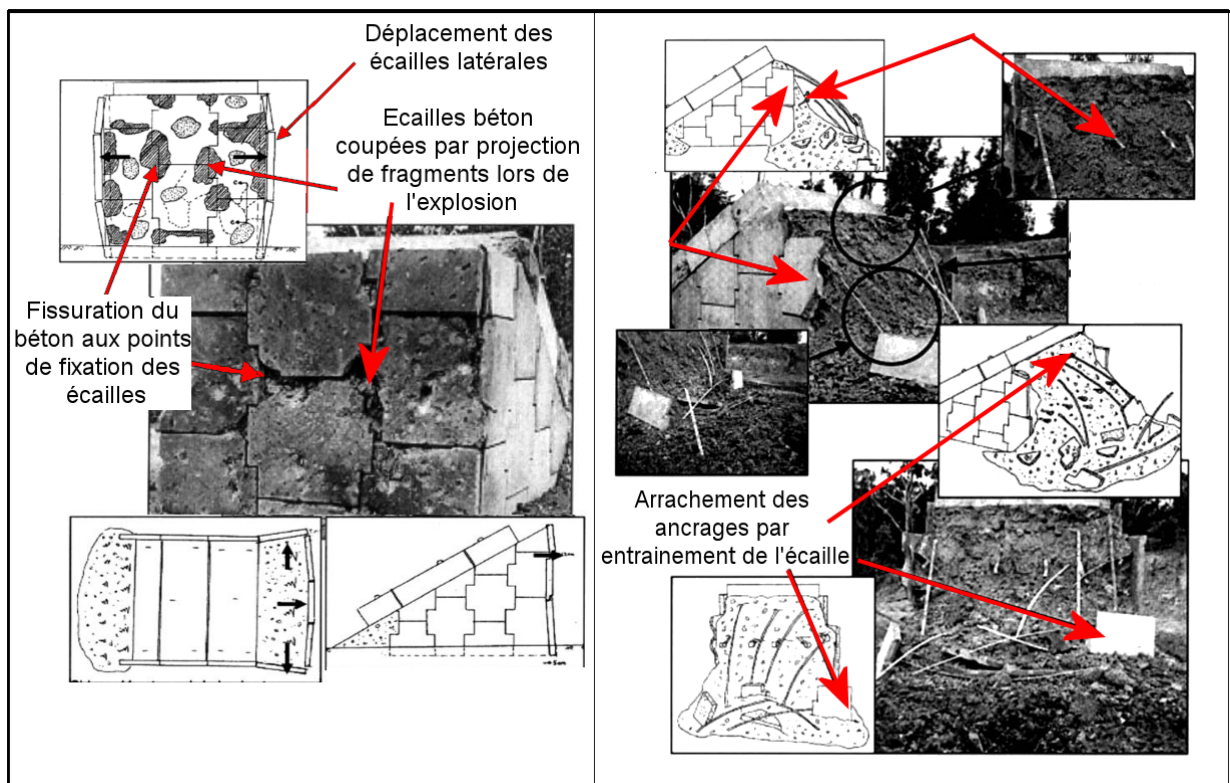 Déplacement des
écailles latérales
Ecailles béton
coupées par projection
de fragments lors de
l'explosion
Fissuration du
béton aux points
de fixation des
écailles
Arrachement des
ancrages par
entrainement de l'écaille